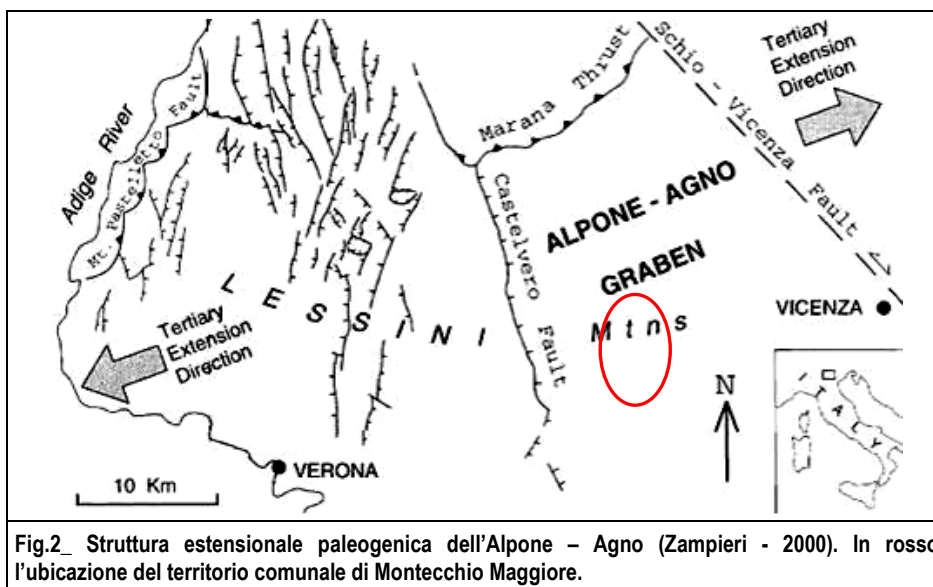 Tertiary
Extension
Direction
Schio - Vicenza Fault
Marana Thrust
Adige River
Mt. Pastelletto Fault
Castelvero Fault
ALPONE - AGNO
GRABEN
LESSINI Mtns
Tertiary
Extension
Direction
VICENZA
N
ITALY
VERONA
10 Km
Fig.2_ Struttura estensionale paleogenica dell’Alpone – Agno (Zampieri - 2000). In rosso
l’ubicazione del territorio comunale di Montecchio Maggiore.